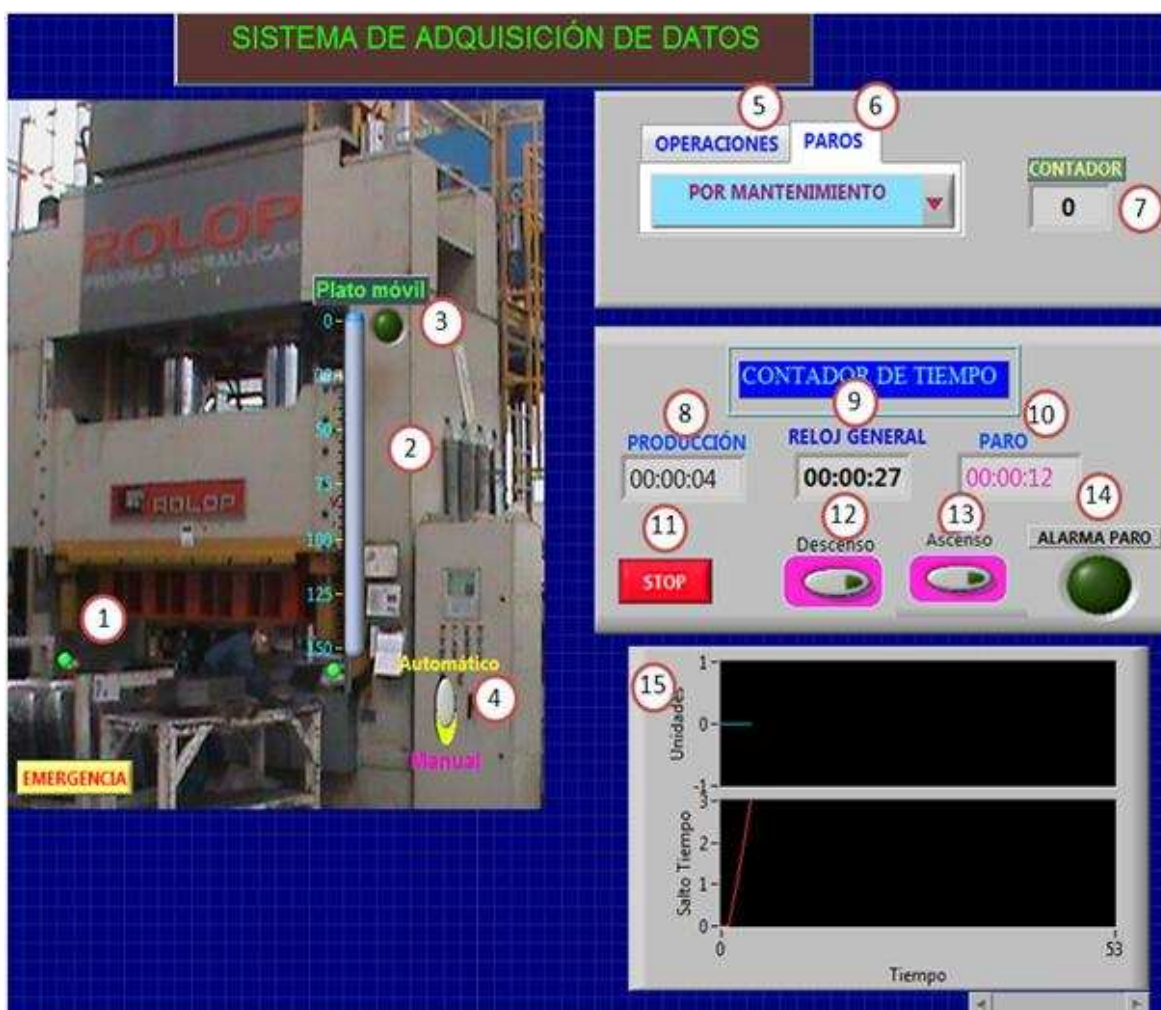 SISTEMA DE ADQUISICIÓN DE DATOS
ROLOP
PRENSAS HIDRAULICAS
Plato móvil
3
0
2
50
75
ROLOP
100
125
150
1
Automático
4
Manual
EMERGENCIA
5
6
OPERACIONES
PAROS
POR MANTENIMIENTO
CONTADOR
0
7
CONTADOR DE TIEMPO
8
9
10
PRODUCCIÓN
RELOJ GENERAL
PARO
00:00:04
00:00:27
00:00:12
11
12
13
14
Descenso
Ascenso
ALARMA PARO
STOP
15
Unidades
1
0
-1
Salto Tiempo
3
2
1
0
0
53
Tiempo